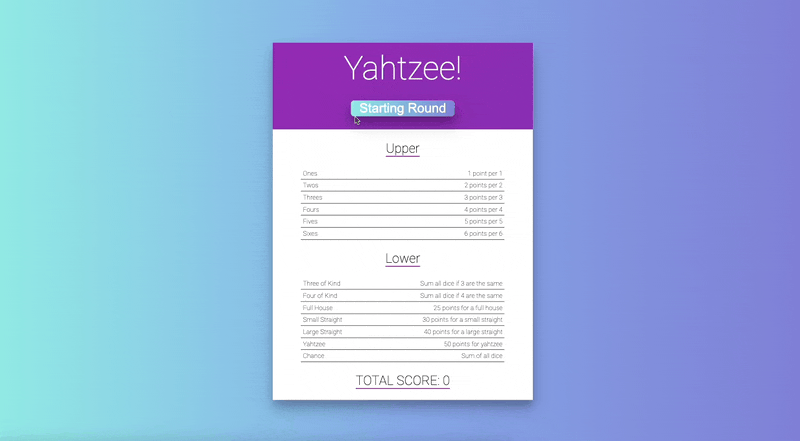 Yahtzee!
Starting Round
Upper
Ones 1 point per 1
Twos 2 points per 2
Threes 3 points per 3
Fours 4 points per 4
Fives 5 points per 5
Sixes 6 points per 6
Lower
Three of Kind Sum all dice if 3 are the same
Four of Kind Sum all dice if 4 are the same
Full House 25 points for a full house
Small Straight 30 points for a small straight
Large Straight 40 points for a large straight
Yahtzee 50 points for yahtzee
Chance Sum of all dice
TOTAL SCORE: 0